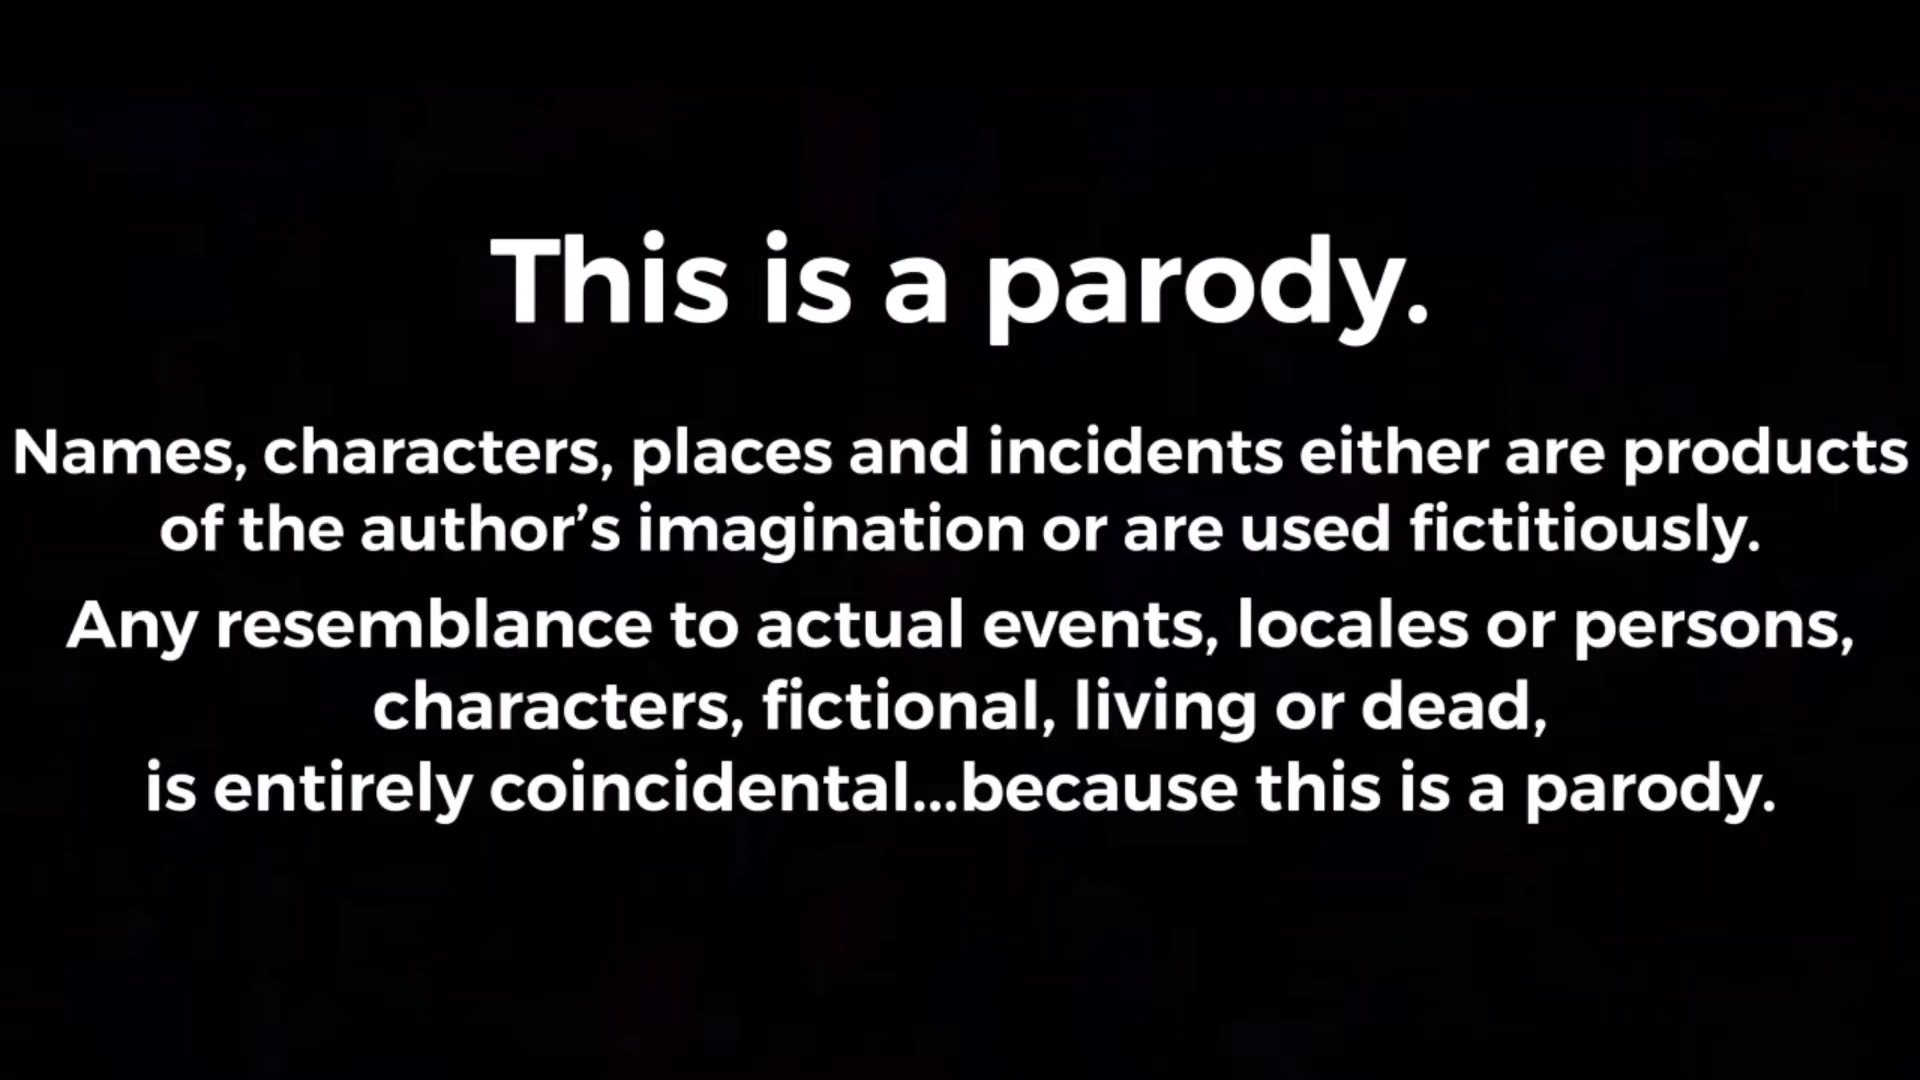 This is a parody.
Names, characters, places and incidents either are products
of the author’s imagination or are used fictitiously.
Any resemblance to actual events, locales or persons,
characters, fictional, living or dead,
is entirely coincidental...because this is a parody.